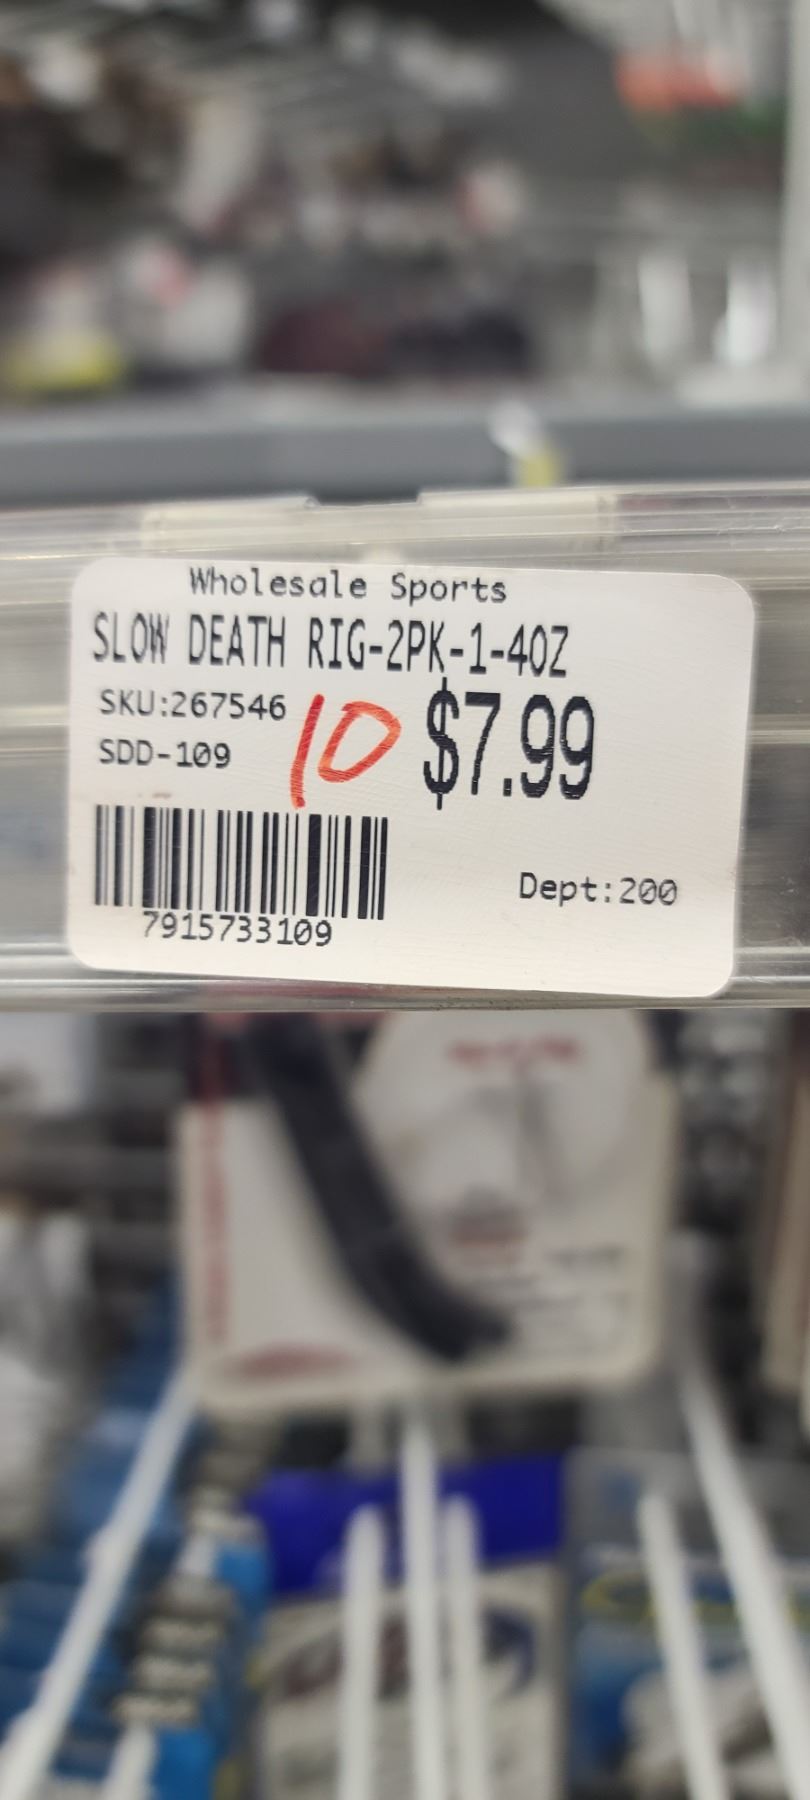 Wholesale Sports
SLOW DEATH RIG-2PK-1-4OZ
SKU:267546
10
$7.99
SDD-109
7915733109
Dept:200